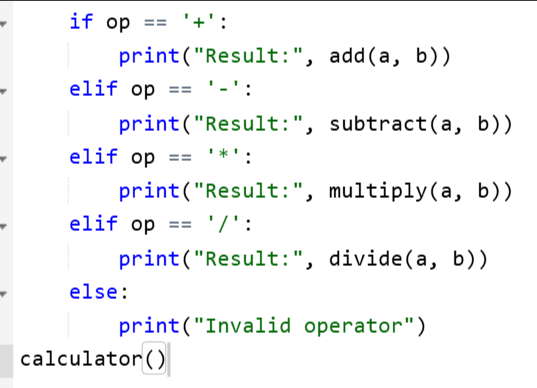 if op == '+':
        print("Result:", add(a, b))
    elif op == '-':
        print("Result:", subtract(a, b))
    elif op == '*':
        print("Result:", multiply(a, b))
    elif op == '/':
        print("Result:", divide(a, b))
    else:
        print("Invalid operator")
calculator()